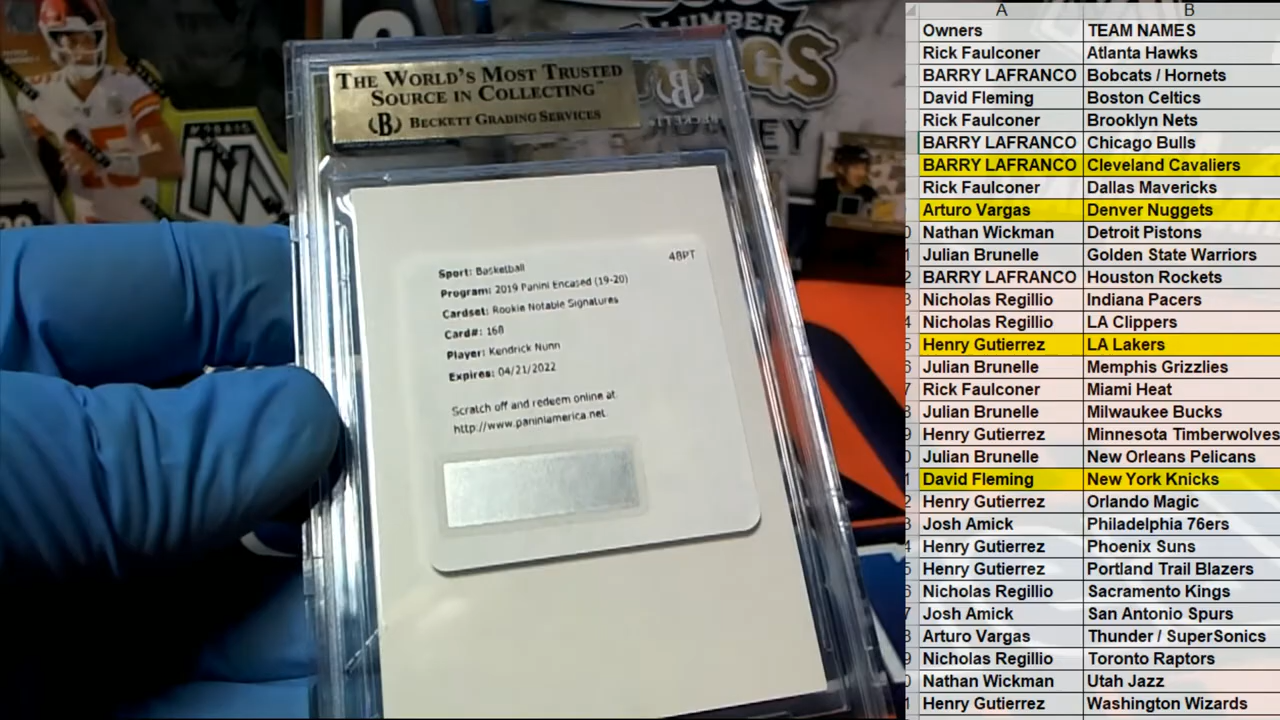 LUMBER
THE WORLD'S MOST TRUSTED
SOURCE IN COLLECTING™
BECKETT GRADING SERVICES
48PT
Sport: Basketball
Program: 2019 Panini Encased (19-20)
Cardset: Rookie Notable Signatures
Card#: 168
Player: Kendrick Nunn
Expires: 04/21/2022
Scratch off and redeem online at
http://www.paniniamerica.net
A B
Owners TEAM NAMES
Rick Faulconer Atlanta Hawks
BARRY LAFRANCO Bobcats / Hornets
David Fleming Boston Celtics
Rick Faulconer Brooklyn Nets
BARRY LAFRANCO Chicago Bulls
BARRY LAFRANCO Cleveland Cavaliers
Rick Faulconer Dallas Mavericks
Arturo Vargas Denver Nuggets
Nathan Wickman Detroit Pistons
Julian Brunelle Golden State Warriors
BARRY LAFRANCO Houston Rockets
Nicholas Regillio Indiana Pacers
Nicholas Regillio LA Clippers
Henry Gutierrez LA Lakers
Julian Brunelle Memphis Grizzlies
Rick Faulconer Miami Heat
Julian Brunelle Milwaukee Bucks
Henry Gutierrez Minnesota Timberwolves
Julian Brunelle New Orleans Pelicans
David Fleming New York Knicks
Henry Gutierrez Orlando Magic
Josh Amick Philadelphia 76ers
Henry Gutierrez Phoenix Suns
Henry Gutierrez Portland Trail Blazers
Nicholas Regillio Sacramento Kings
Josh Amick San Antonio Spurs
Arturo Vargas Thunder / SuperSonics
Nicholas Regillio Toronto Raptors
Nathan Wickman Utah Jazz
Henry Gutierrez Washington Wizards